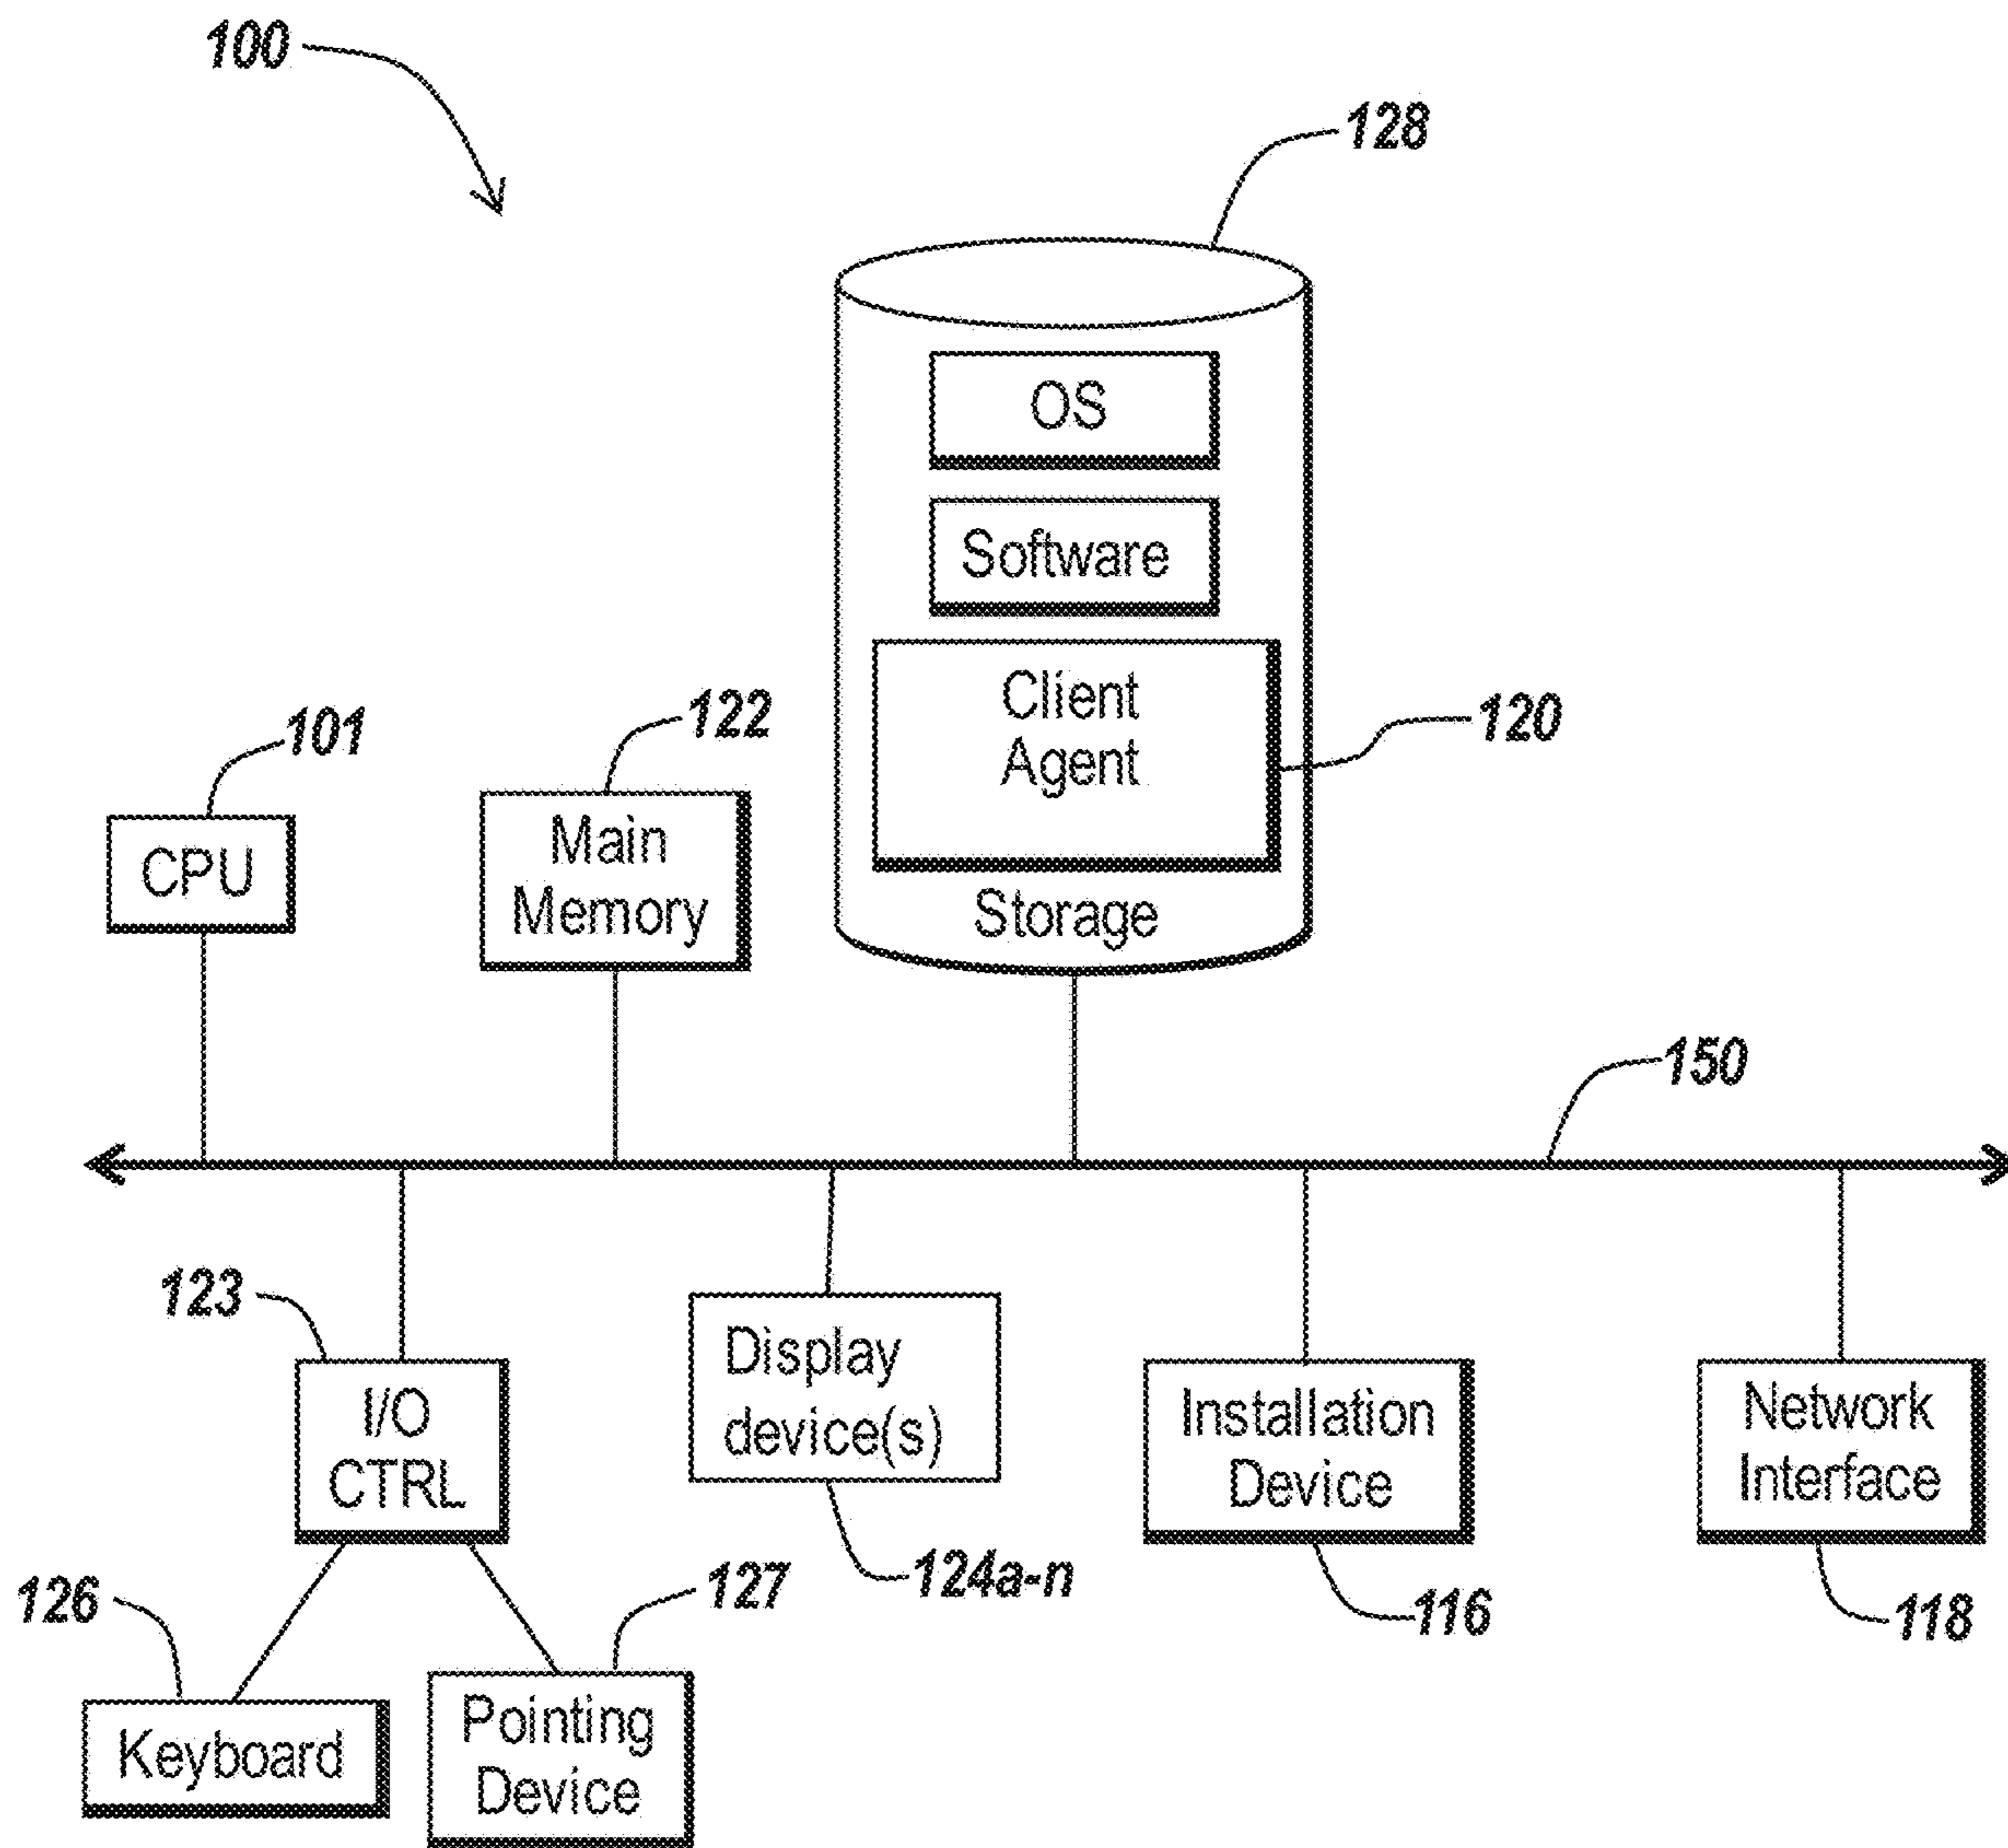 100
128
OS
Software
Client
Agent
120
Storage
101
CPU
122
Main
Memory
150
123
I/O
CTRL
Display
device(s)
124a-n
Installation
Device
116
Network
Interface
118
126
Keyboard
127
Pointing
Device